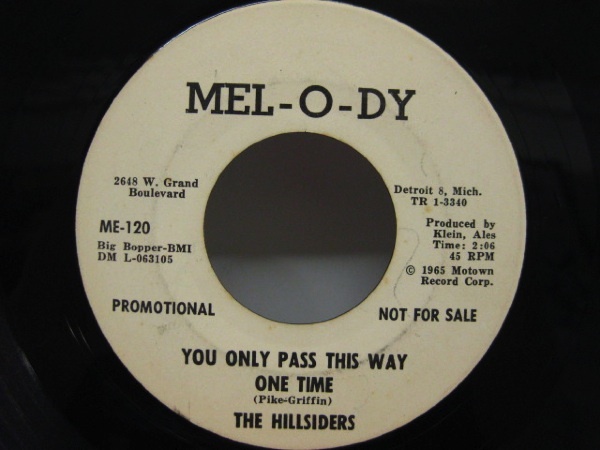 MEL-O-DY
2648 W. Grand
Boulevard
ME-120
Big Bopper-BMI
DM L-063105
Detroit 8, Mich.
TR 1-3340
Produced by
Klein, Ales
Time: 2:06
45 RPM
© 1965 Motown
Record Corp.
PROMOTIONAL
NOT FOR SALE
YOU ONLY PASS THIS WAY
ONE TIME
(Pike-Griffin)
THE HILLSIDERS